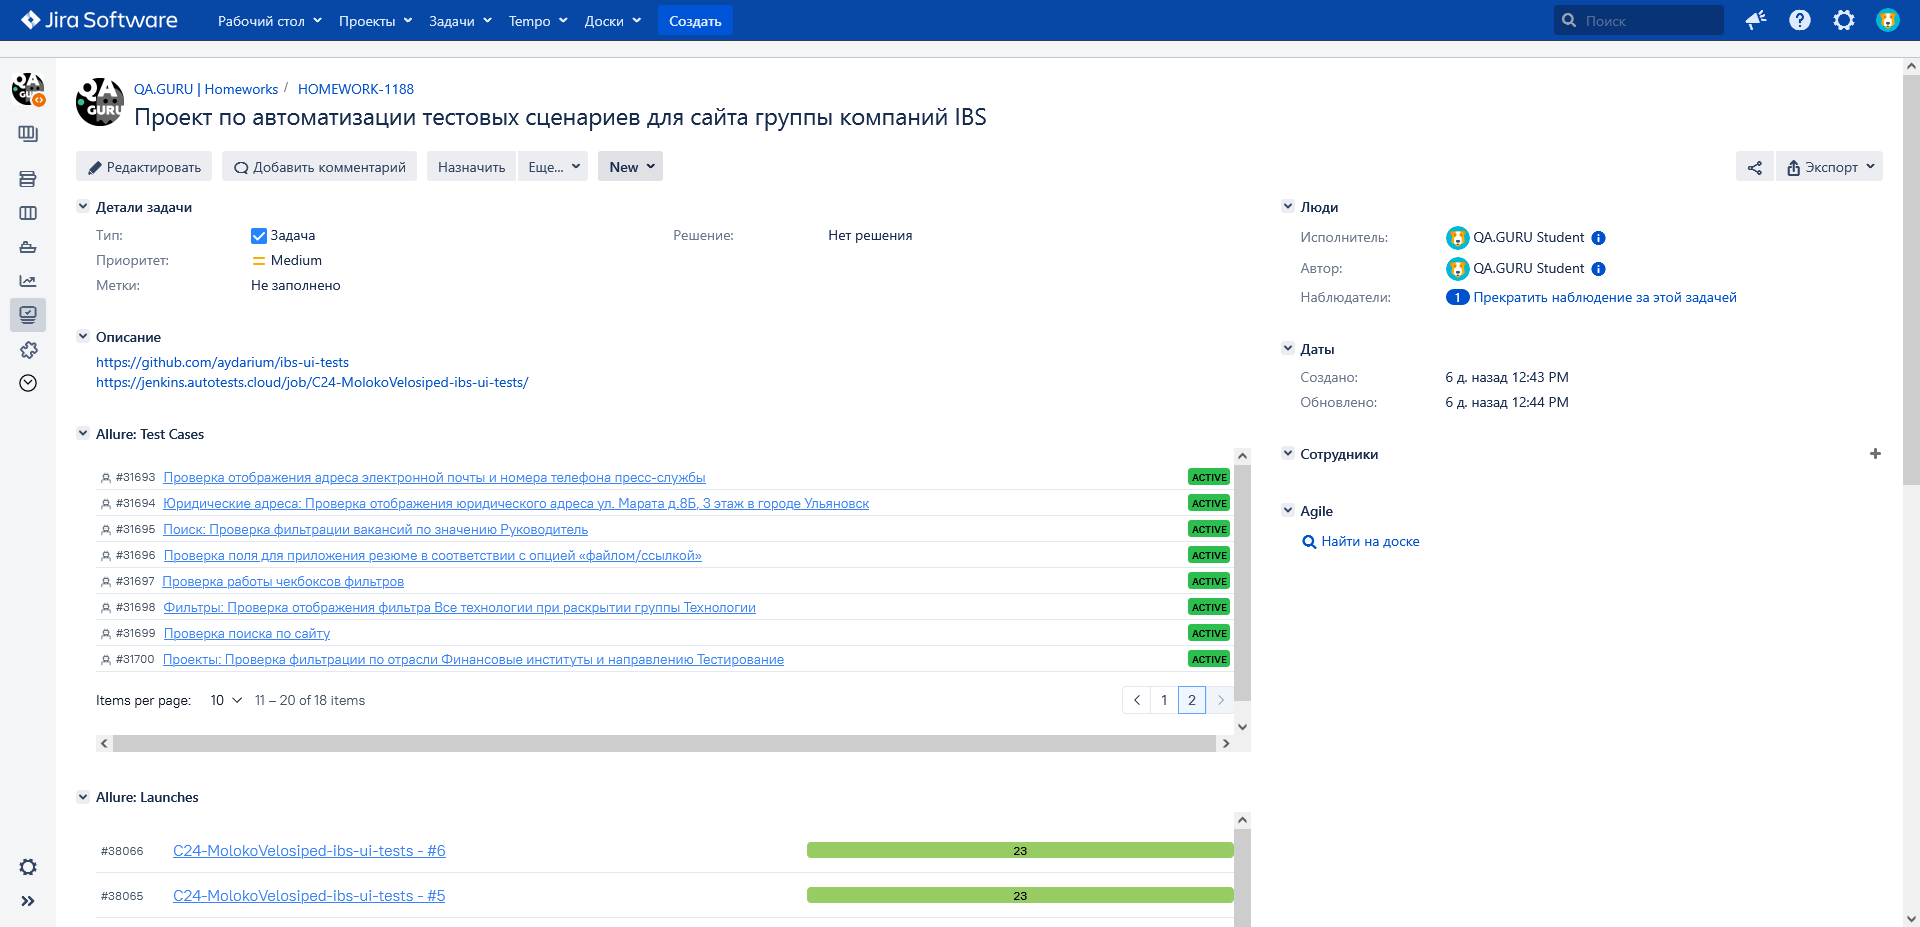 Jira Software
Рабочий стол Проекты Задачи Tempo Доски Создать Поиск
QA.GURU | Homeworks / HOMEWORK-1188
Проект по автоматизации тестовых сценариев для сайта группы компаний IBS
Редактировать Добавить комментарий Назначить Еще... New Экспорт
Детали задачи
Тип: Задача Решение: Нет решения
Приоритет: Medium
Метки: Не заполнено
Описание
https://github.com/aydarium/ibs-ui-tests
https://jenkins.autotests.cloud/job/C24-MolokoVelosiped-ibs-ui-tests/
Allure: Test Cases
#31693 Проверка отображения адреса электронной почты и номера телефона пресс-службы ACTIVE
#31694 Юридические адреса: Проверка отображения юридического адреса ул. Марата д.8Б, 3 этаж в городе Ульяновск ACTIVE
#31695 Поиск: Проверка фильтрации вакансий по значению Руководитель ACTIVE
#31696 Проверка поля для приложения резюме в соответствии с опцией «файлом/ссылкой» ACTIVE
#31697 Проверка работы чекбоксов фильтров ACTIVE
#31698 Фильтры: Проверка отображения фильтра Все технологии при раскрытии группы Технологии ACTIVE
#31699 Проверка поиска по сайту ACTIVE
#31700 Проекты: Проверка фильтрации по отрасли Финансовые институты и направлению Тестирование ACTIVE
Items per page: 10 11 – 20 of 18 items 1 2
Allure: Launches
#38066 C24-MolokoVelosiped-ibs-ui-tests - #6 23
#38065 C24-MolokoVelosiped-ibs-ui-tests - #5 23
Люди
Исполнитель: QA.GURU Student
Автор: QA.GURU Student
Наблюдатели: 1 Прекратить наблюдение за этой задачей
Даты
Создано: 6 д. назад 12:43 PM
Обновлено: 6 д. назад 12:44 PM
Сотрудники
Agile
Найти на доске